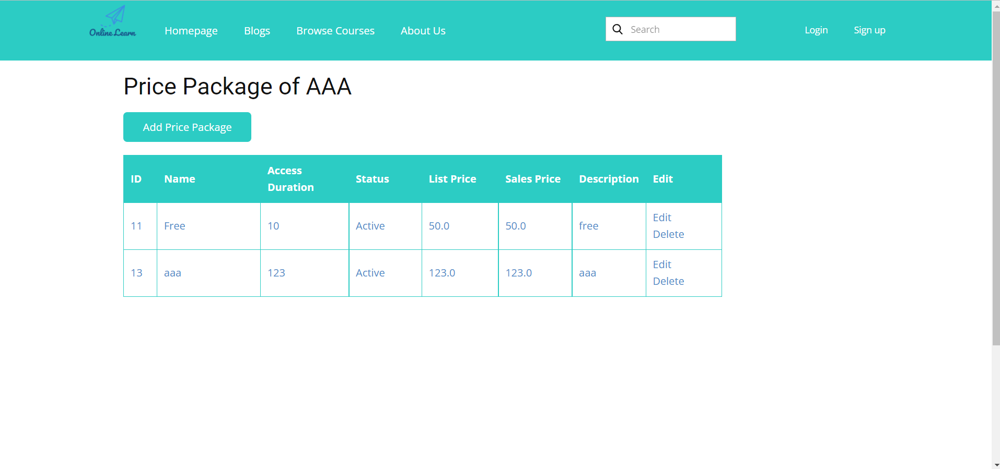 Online Learn
Homepage Blogs Browse Courses About Us Search Login Sign up
Price Package of AAA
Add Price Package
ID Name Access Duration Status List Price Sales Price Description Edit
11 Free 10 Active 50.0 50.0 free Edit Delete
13 aaa 123 Active 123.0 123.0 aaa Edit Delete